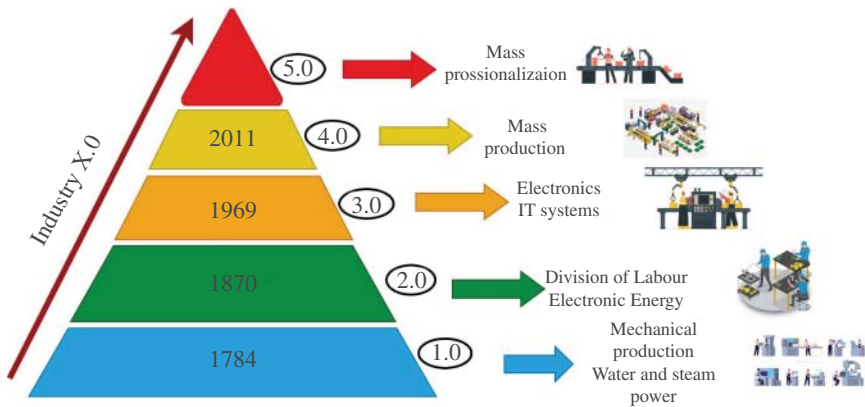 Industry X.0
5.0
Mass
prossionalizaion
2011
4.0
Mass
production
1969
3.0
Electronics
IT systems
1870
2.0
Division of Labour
Electronic Energy
1784
1.0
Mechanical
production
Water and steam
power